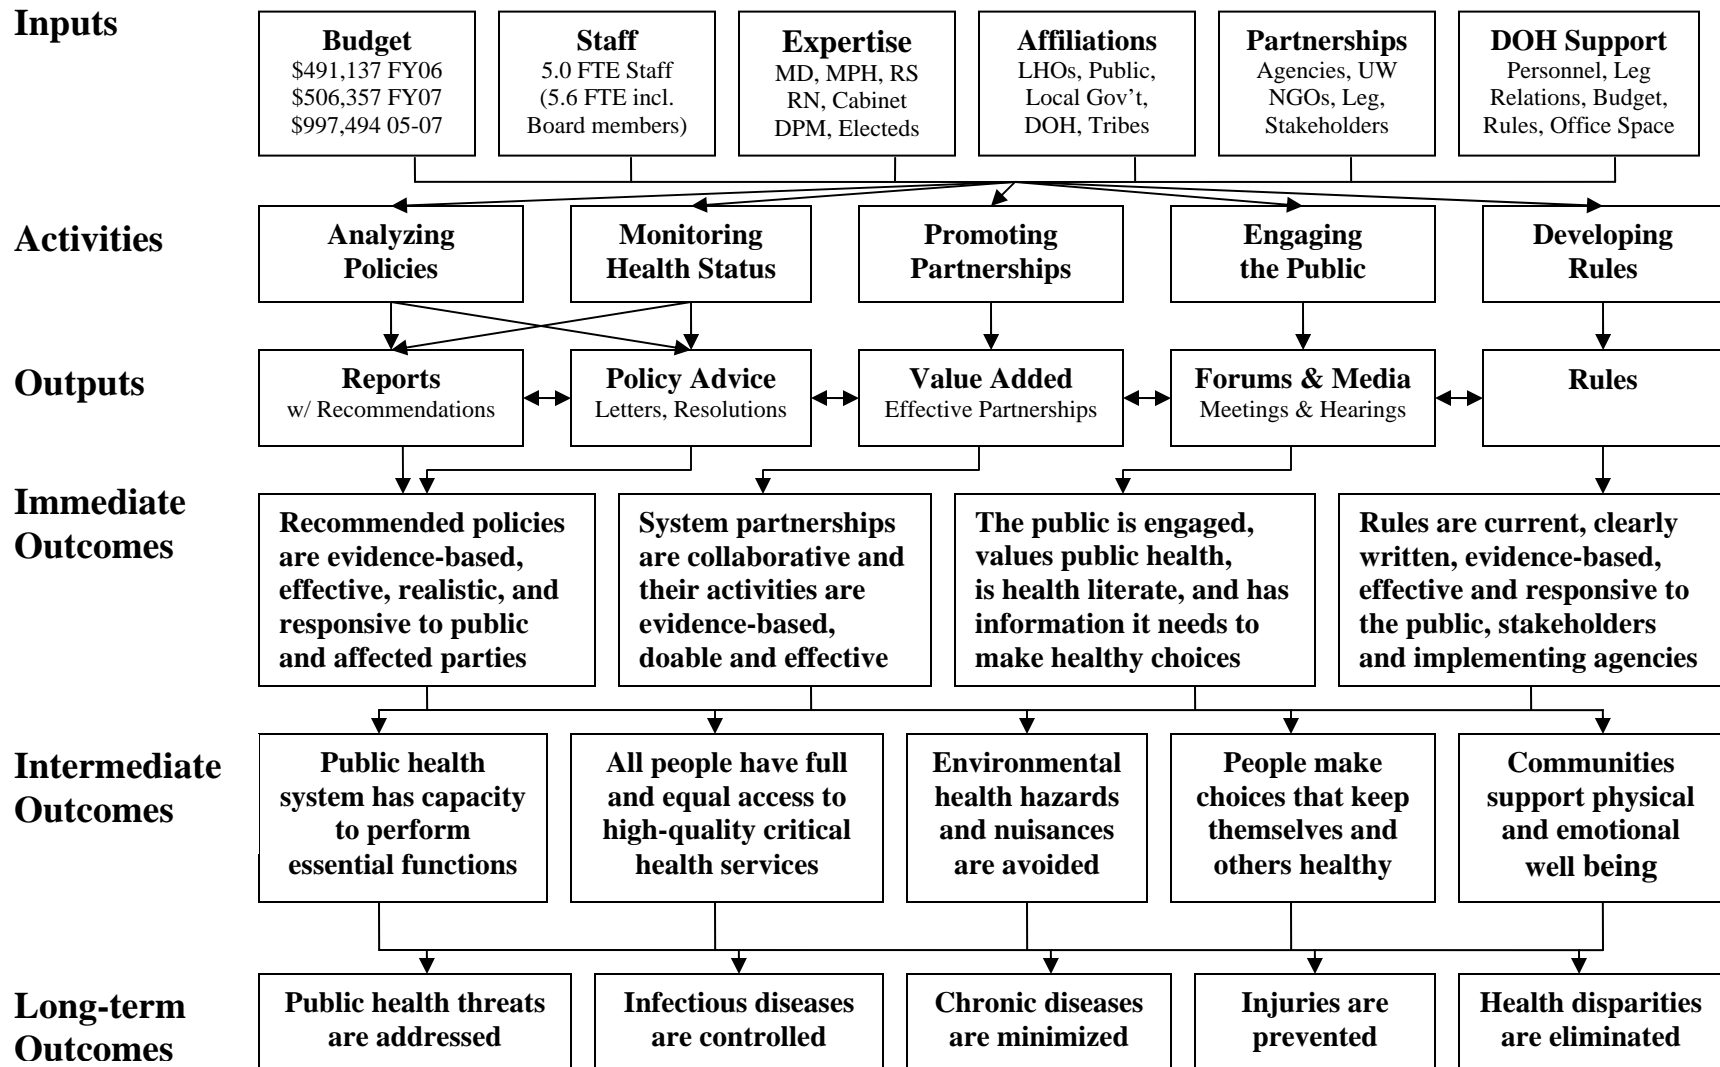 Inputs
Budget
$491,137 FY06
$506,357 FY07
$997,494 05-07
Staff
5.0 FTE Staff
(5.6 FTE incl.
Board members)
Expertise
MD, MPH, RS
RN, Cabinet
DPM, Electeds
Affiliations
LHOs, Public,
Local Gov’t,
DOH, Tribes
Partnerships
Agencies, UW
NGOs, Leg,
Stakeholders
DOH Support
Personnel, Leg
Relations, Budget,
Rules, Office Space
Activities
Analyzing
Policies
Monitoring
Health Status
Promoting
Partnerships
Engaging
the Public
Developing
Rules
Outputs
Reports
w/ Recommendations
Policy Advice
Letters, Resolutions
Value Added
Effective Partnerships
Forums & Media
Meetings & Hearings
Rules
Immediate
Outcomes
Recommended policies
are evidence-based,
effective, realistic, and
responsive to public
and affected parties
System partnerships
are collaborative and
their activities are
evidence-based,
doable and effective
The public is engaged,
values public health,
is health literate, and has
information it needs to
make healthy choices
Rules are current, clearly
written, evidence-based,
effective and responsive to
the public, stakeholders
and implementing agencies
Intermediate
Outcomes
Public health
system has capacity
to perform
essential functions
All people have full
and equal access to
high-quality critical
health services
Environmental
health hazards
and nuisances
are avoided
People make
choices that keep
themselves and
others healthy
Communities
support physical
and emotional
well being
Long-term
Outcomes
Public health threats
are addressed
Infectious diseases
are controlled
Chronic diseases
are minimized
Injuries are
prevented
Health disparities
are eliminated